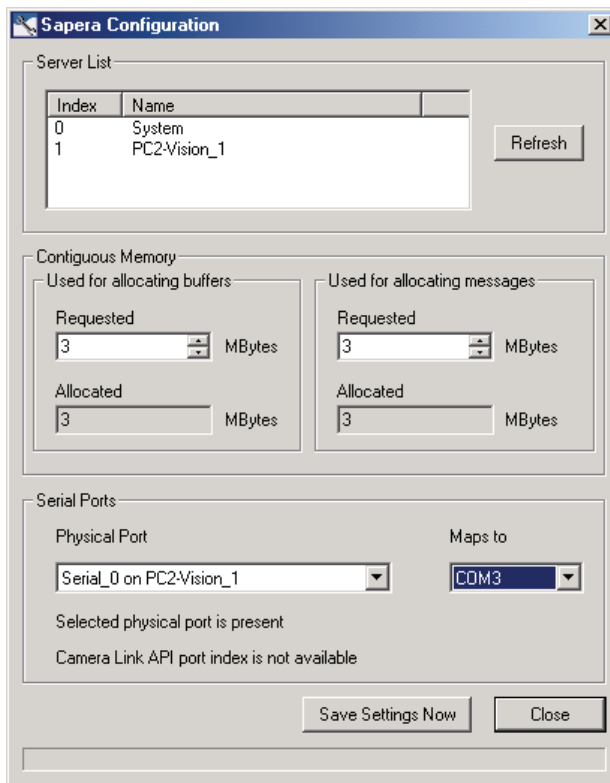 Sapera Configuration
Server List
Index Name
0 System
1 PC2-Vision_1
Refresh
Contiguous Memory
Used for allocating buffers
Requested
3 MBytes
Allocated
3 MBytes
Used for allocating messages
Requested
3 MBytes
Allocated
3 MBytes
Serial Ports
Physical Port Maps to
Serial_0 on PC2-Vision_1 COM3
Selected physical port is present
Camera Link API port index is not available
Save Settings Now Close